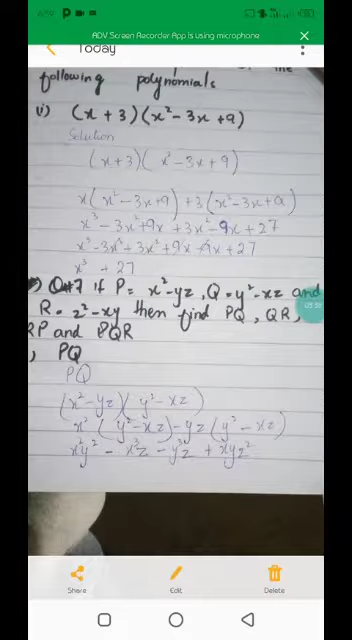 ADV Screen Recorder App is using microphone
Today
following polynomials
(x + 3) (x² - 3x + 9)
Solution
(x+3) ( x² - 3x + 9)
x (x² - 3x + 9) + 3 (x² - 3x + 9)
x³ - 3x² + 9x + 3x² - 9x + 27
x³ - 3x² + 3x² + 9x - 9x + 27
x³ + 27
Q#7 if P = x² - yz, Q = y² - xz and
R = z² - xy then find PQ, QR,
RP and PQR
, PQ
PQ
(x² - yz) ( y² - xz)
x² (y² - xz) - yz (y² - xz)
x²y² - x³z - y³z + xyz²
Share Edit Delete